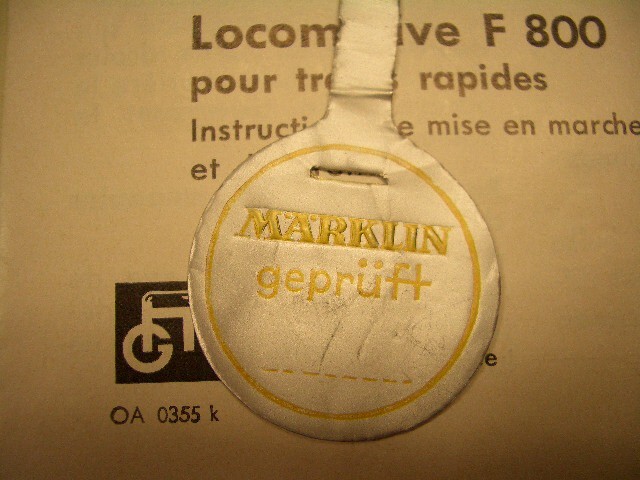 Locom ive F 800
pour tr s rapides
Instructi e mise en marche
et
MÄRKLIN
geprüft
e
OA 0355 k